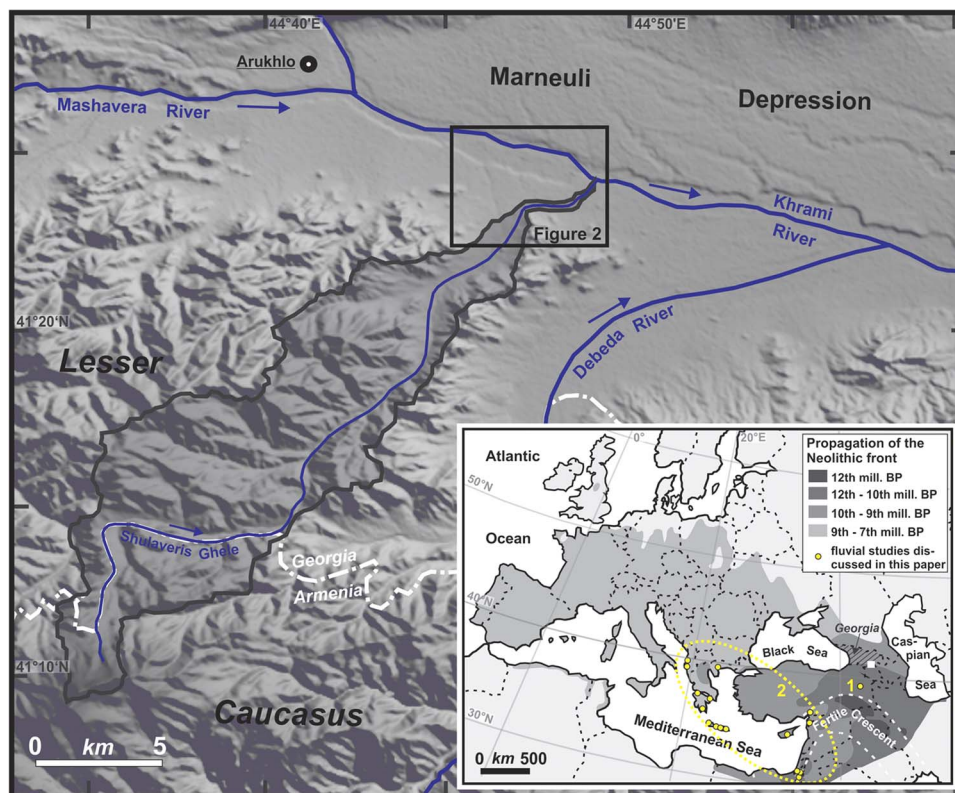 44°40'E
44°50'E
Arukhlo
Marneuli
Depression
Mashavera River
Khrami
River
Figure 2
41°20'N
Debeda River
Lesser
Shulaveris Ghele
Georgia
Armenia
41°10'N
Caucasus
0 km 5
Atlantic
Ocean
0°
20°E
50°N
40°N
30°N
Propagation of the
Neolithic front
12th mill. BP
12th - 10th mill. BP
10th - 9th mill. BP
9th - 7th mill. BP
fluvial studies dis-
cussed in this paper
Georgia
Black Sea
Cas-
pian
Sea
1
2
Fertile Crescent
Mediterranean Sea
0 km 500